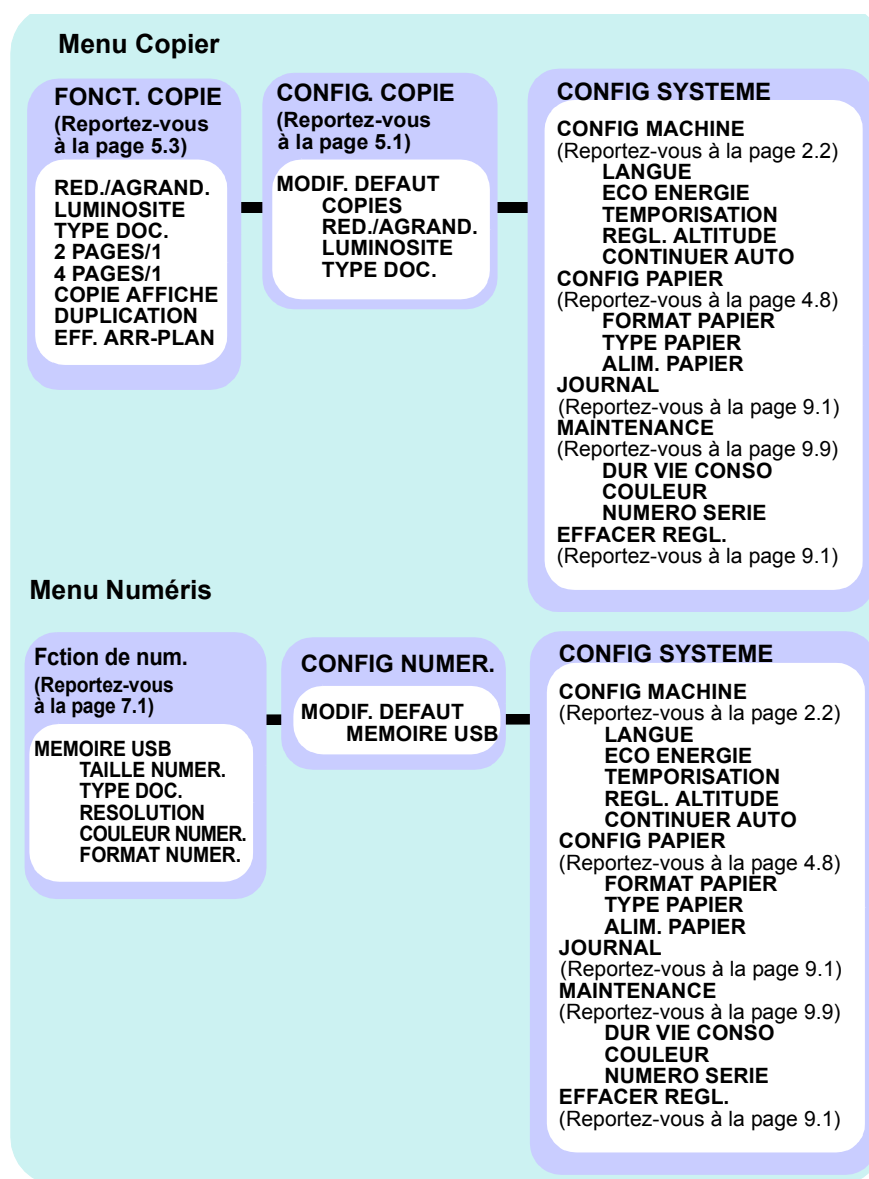 Menu Copier
FONCT. COPIE
(Reportez-vous
à la page 5.3)
RED./AGRAND.
LUMINOSITE
TYPE DOC.
2 PAGES/1
4 PAGES/1
COPIE AFFICHE
DUPLICATION
EFF. ARR-PLAN
CONFIG. COPIE
(Reportez-vous
à la page 5.1)
MODIF. DEFAUT
COPIES
RED./AGRAND.
LUMINOSITE
TYPE DOC.
CONFIG SYSTEME
CONFIG MACHINE
(Reportez-vous à la page 2.2)
LANGUE
ECO ENERGIE
TEMPORISATION
REGL. ALTITUDE
CONTINUER AUTO
CONFIG PAPIER
(Reportez-vous à la page 4.8)
FORMAT PAPIER
TYPE PAPIER
ALIM. PAPIER
JOURNAL
(Reportez-vous à la page 9.1)
MAINTENANCE
(Reportez-vous à la page 9.9)
DUR VIE CONSO
COULEUR
NUMERO SERIE
EFFACER REGL.
(Reportez-vous à la page 9.1)
Menu Numéris
Fction de num.
(Reportez-vous
à la page 7.1)
MEMOIRE USB
TAILLE NUMER.
TYPE DOC.
RESOLUTION
COULEUR NUMER.
FORMAT NUMER.
CONFIG NUMER.
MODIF. DEFAUT
MEMOIRE USB
CONFIG SYSTEME
CONFIG MACHINE
(Reportez-vous à la page 2.2)
LANGUE
ECO ENERGIE
TEMPORISATION
REGL. ALTITUDE
CONTINUER AUTO
CONFIG PAPIER
(Reportez-vous à la page 4.8)
FORMAT PAPIER
TYPE PAPIER
ALIM. PAPIER
JOURNAL
(Reportez-vous à la page 9.1)
MAINTENANCE
(Reportez-vous à la page 9.9)
DUR VIE CONSO
COULEUR
NUMERO SERIE
EFFACER REGL.
(Reportez-vous à la page 9.1)